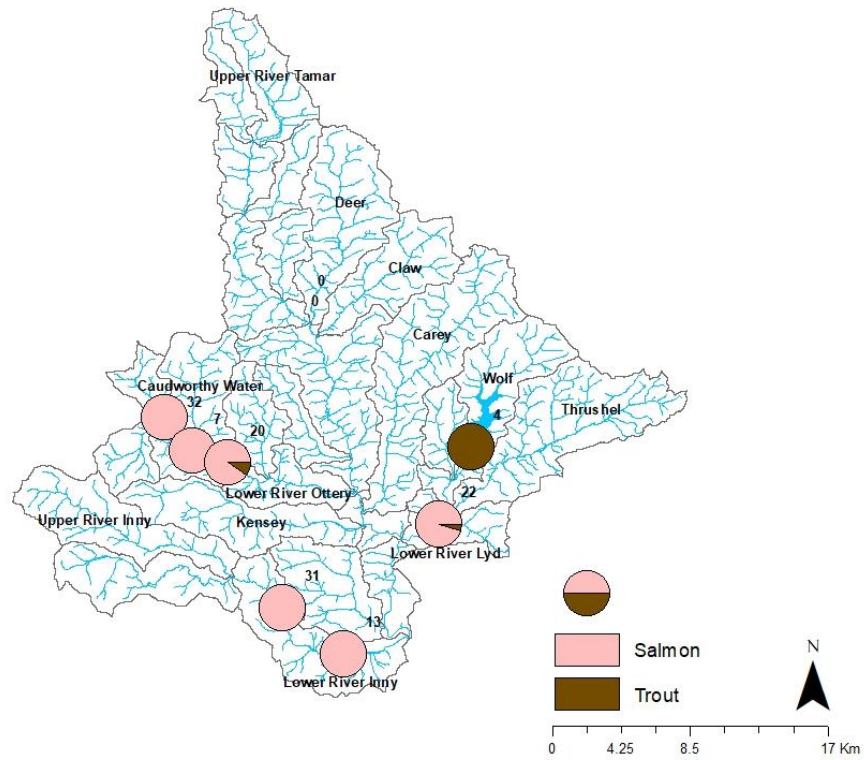 Upper River Tamar
Deer
Claw
0
0
Carey
Wolf
Caudworthy Water
32
7
20
4
Thrushel
Lower River Ottery
22
Upper River Inny
Kensey
Lower River Lyd
31
13
Lower River Inny
Salmon
Trout
N
0 4.25 8.5 17 Km